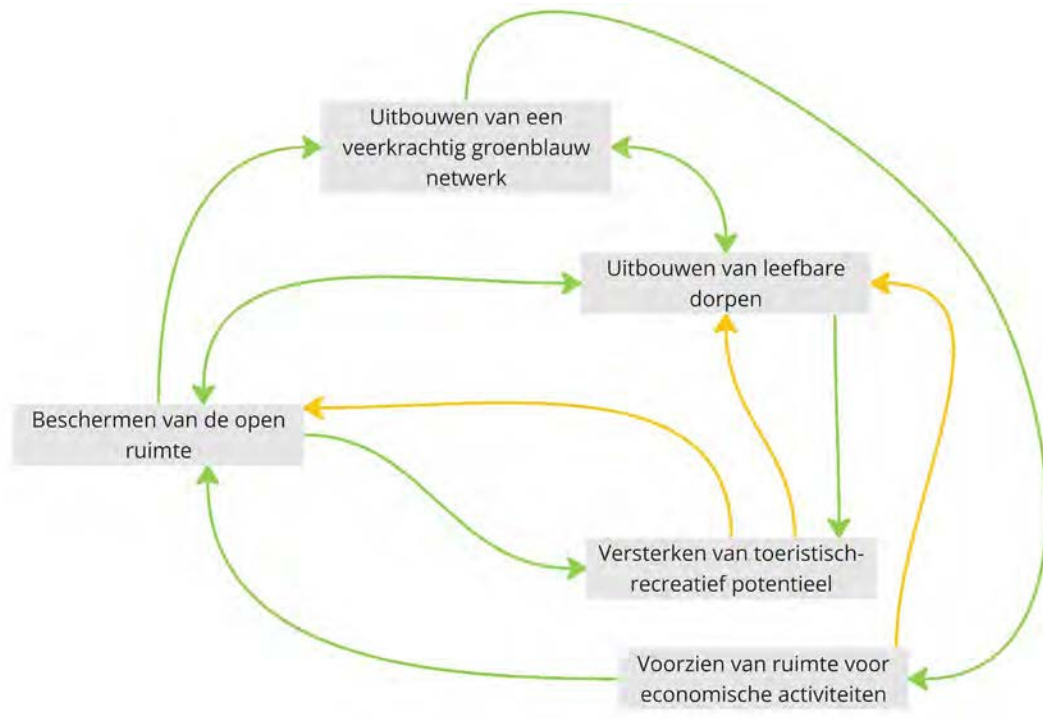 Uitbouwen van een
veerkrachtig groenblauw
netwerk
Uitbouwen van leefbare
dorpen
Beschermen van de open
ruimte
Versterken van toeristisch-
recreatief potentieel
Voorzien van ruimte voor
economische activiteiten